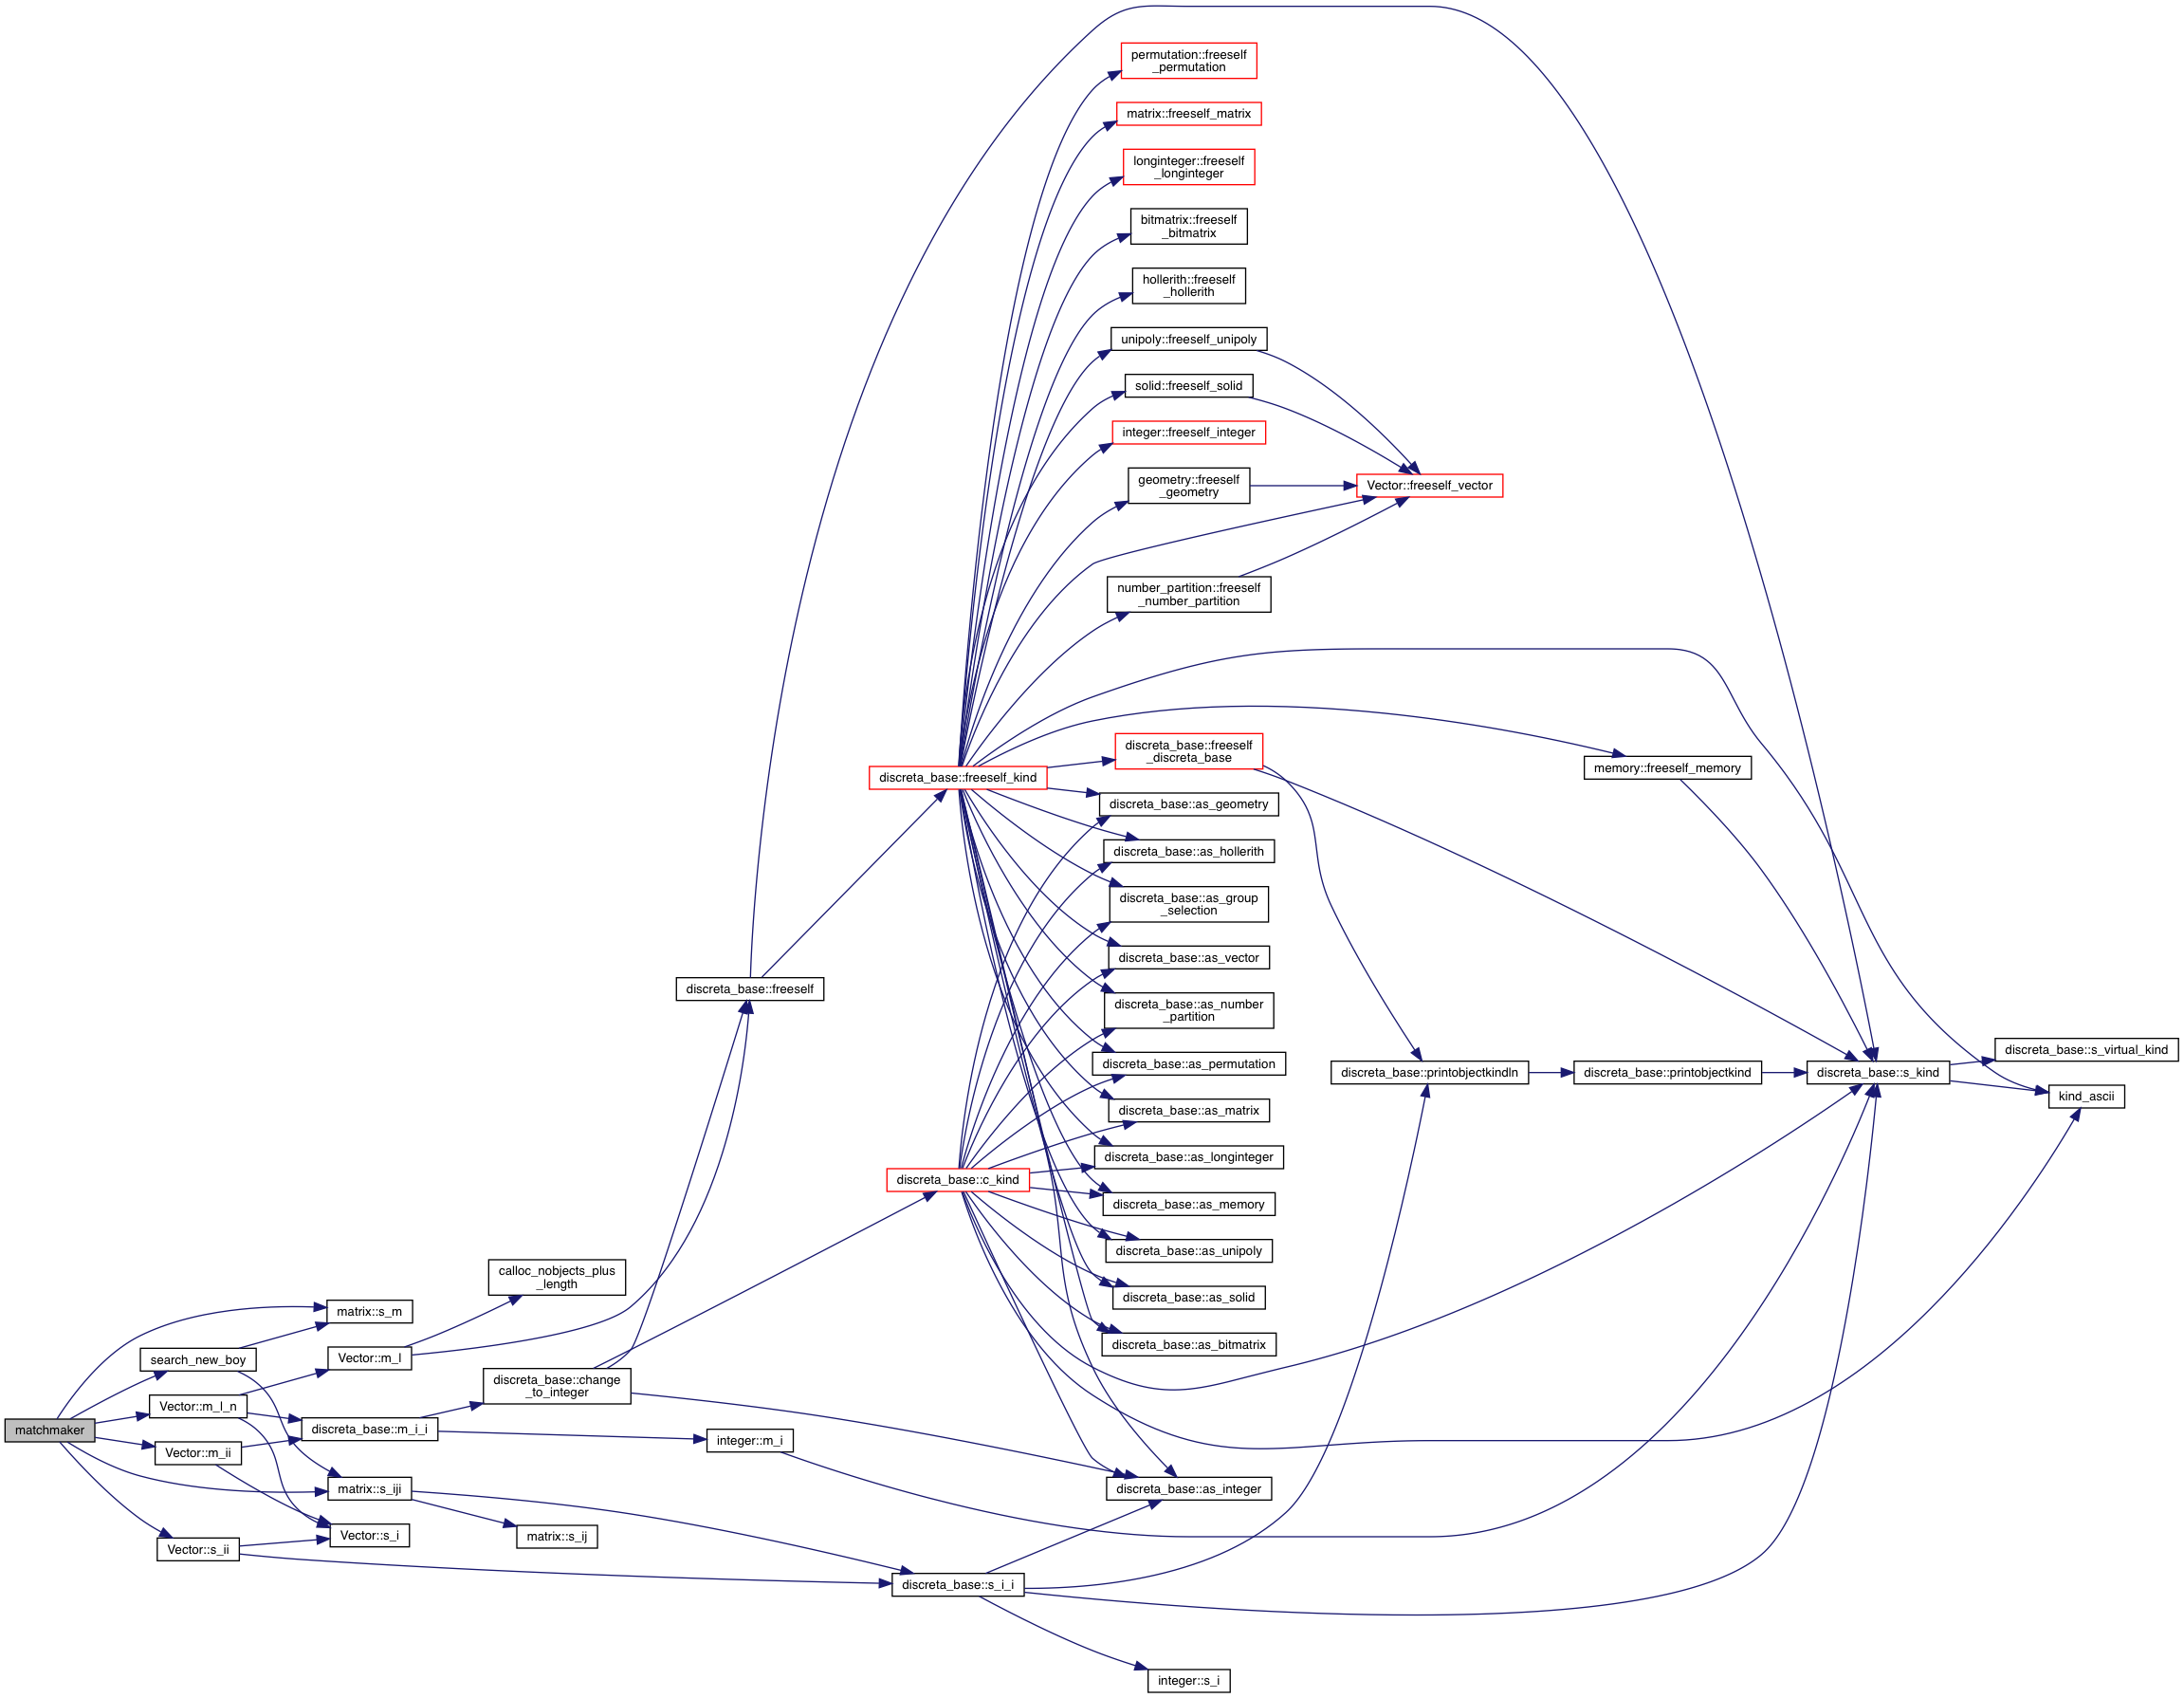 permutation::freeself
_permutation
matrix::freeself_matrix
longinteger::freeself
_longinteger
bitmatrix::freeself
_bitmatrix
hollerith::freeself
_hollerith
unipoly::freeself_unipoly
solid::freeself_solid
integer::freeself_integer
geometry::freeself
_geometry
Vector::freeself_vector
number_partition::freeself
_number_partition
discreta_base::freeself
_discreta_base
memory::freeself_memory
discreta_base::freeself_kind
discreta_base::as_geometry
discreta_base::as_hollerith
discreta_base::as_group
_selection
discreta_base::as_vector
discreta_base::freeself
discreta_base::as_number
_partition
discreta_base::s_virtual_kind
discreta_base::as_permutation
discreta_base::printobjectkindln
discreta_base::printobjectkind
discreta_base::s_kind
kind_ascii
discreta_base::as_matrix
discreta_base::as_longinteger
discreta_base::c_kind
discreta_base::as_memory
discreta_base::as_unipoly
calloc_nobjects_plus
_length
discreta_base::as_solid
matrix::s_m
discreta_base::as_bitmatrix
search_new_boy
Vector::m_l
discreta_base::change
_to_integer
Vector::m_l_n
matchmaker
discreta_base::m_i_i
integer::m_i
Vector::m_ii
matrix::s_iji
discreta_base::as_integer
Vector::s_i
matrix::s_ij
Vector::s_ii
discreta_base::s_i_i
integer::s_i